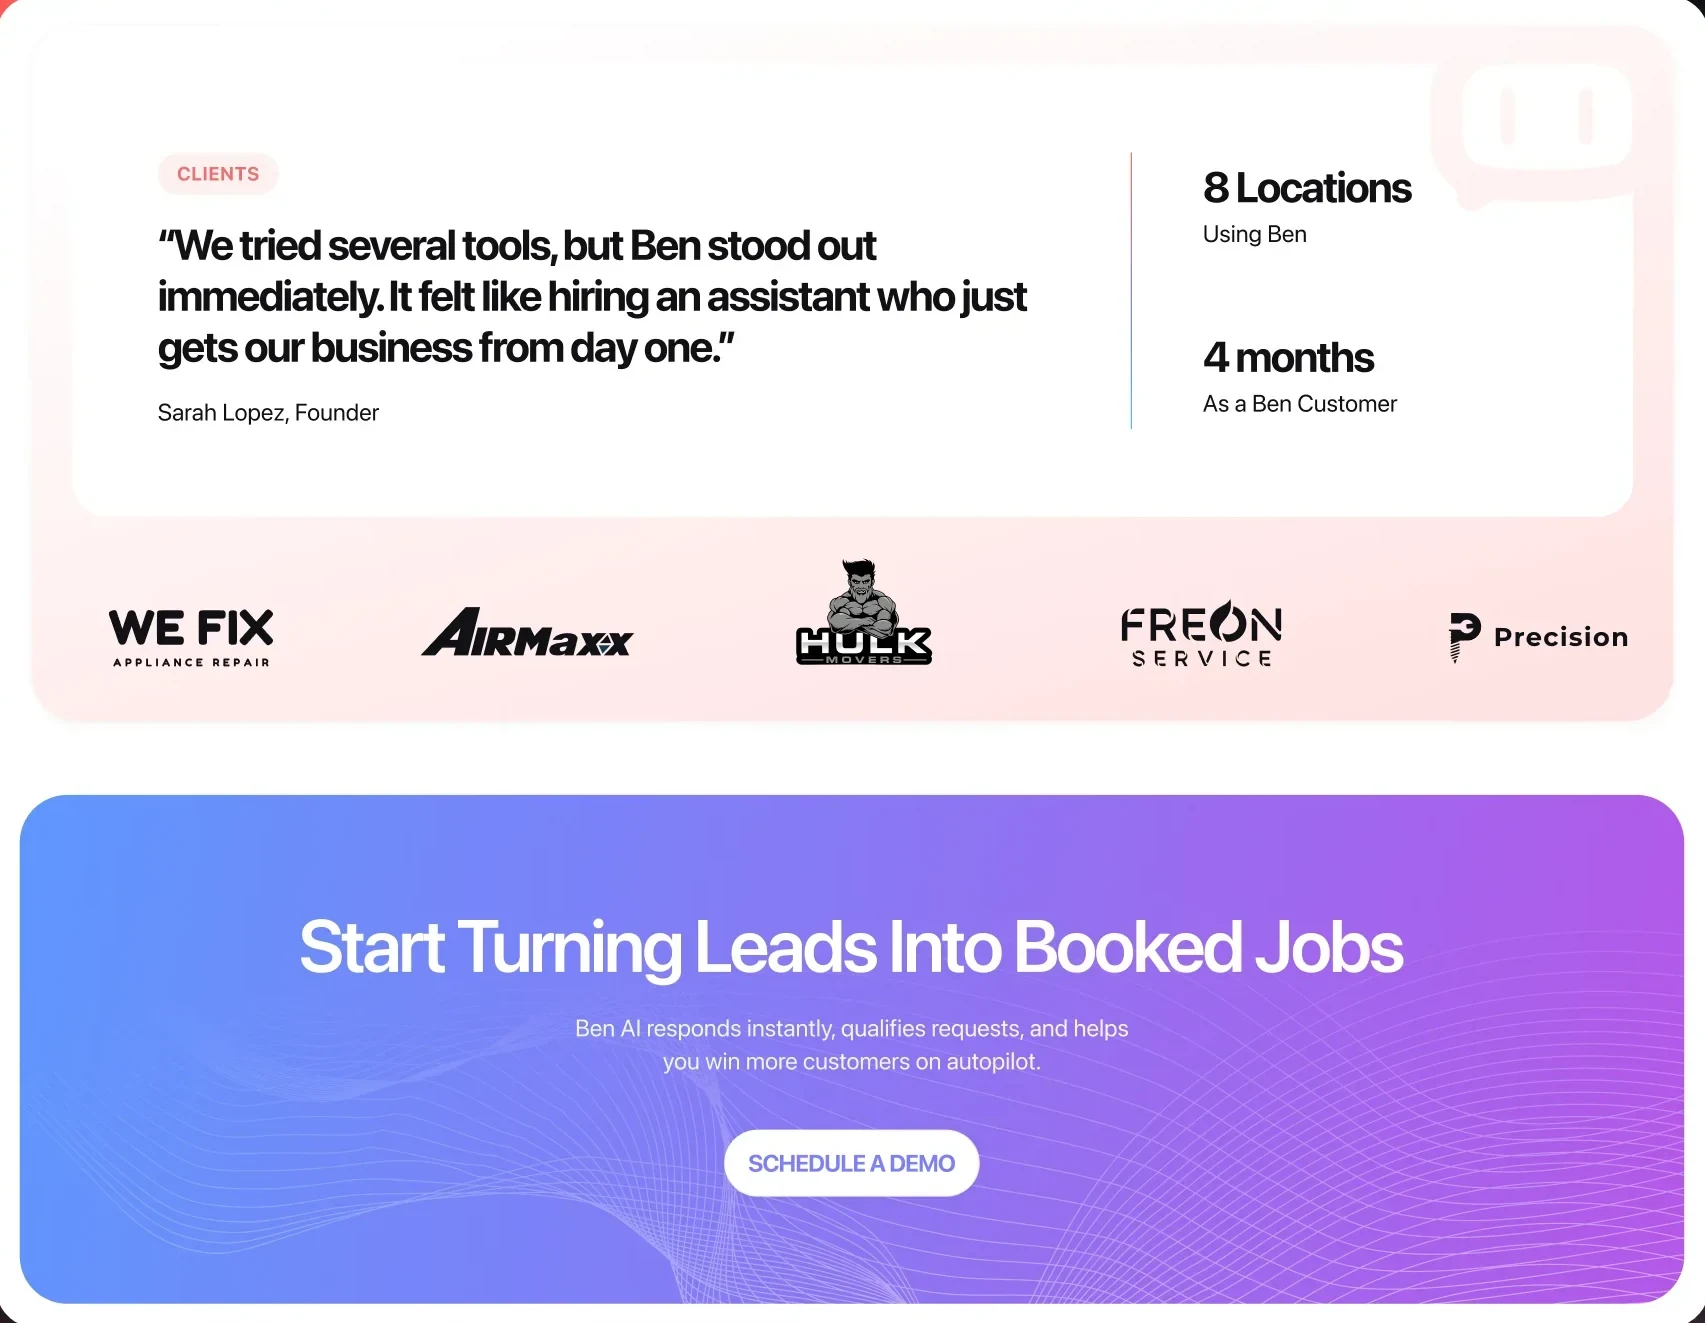 CLIENTS
“We tried several tools, but Ben stood out
immediately. It felt like hiring an assistant who just
gets our business from day one.”
Sarah Lopez, Founder
8 Locations
Using Ben
4 months
As a Ben Customer
WE FIX
APPLIANCE REPAIR
AIRMaxx
HULK
MOVERS
FREON
SERVICE
Precision
Start Turning Leads Into Booked Jobs
Ben AI responds instantly, qualifies requests, and helps
you win more customers on autopilot.
SCHEDULE A DEMO